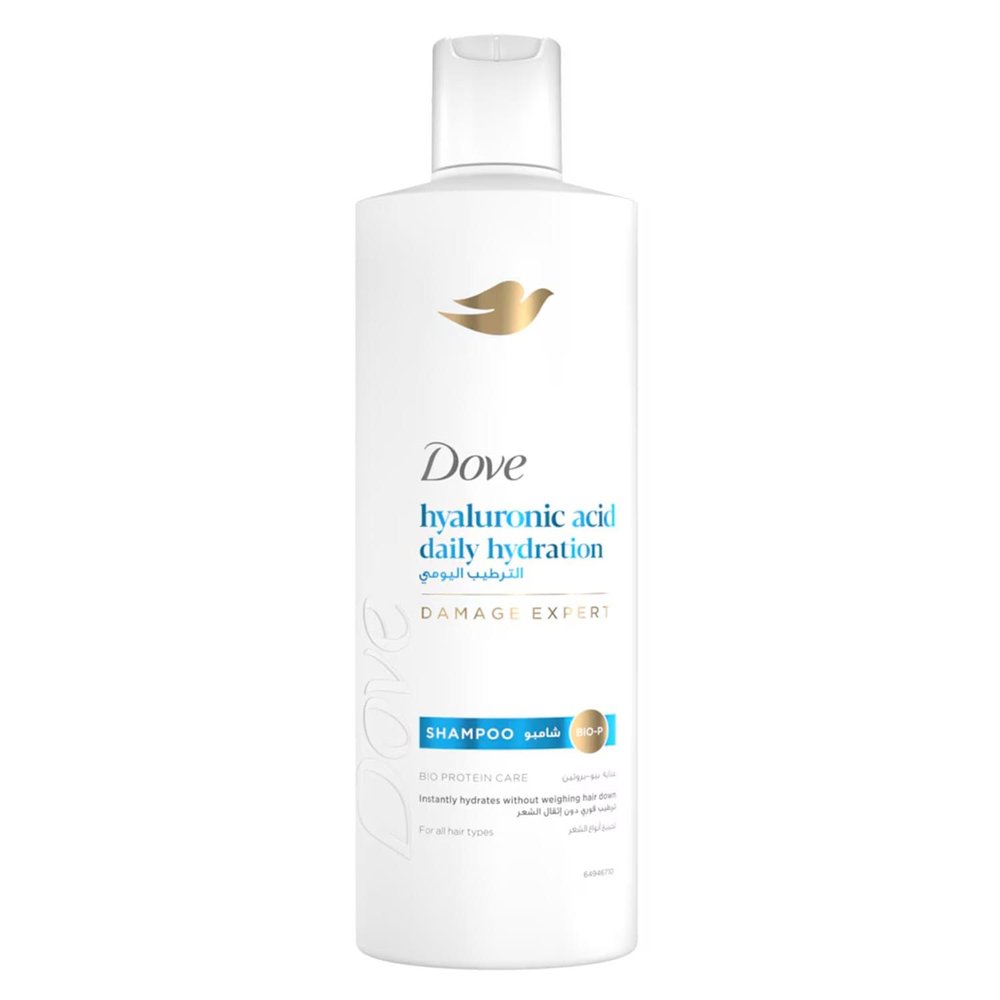 Dove
hyaluronic acid
daily hydration
الترطيب اليومي
DAMAGE EXPERT
Dove
SHAMPOO شامبو BIO-P
BIO PROTEIN CARE عناية بيو-بروتين
Instantly hydrates without weighing hair down
ترطيب فوري دون إثقال الشعر
For all hair types لجميع أنواع الشعر
64946710